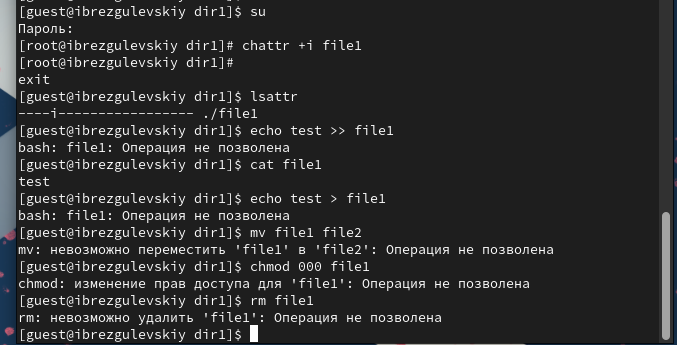 [guest@ibrezgulevskiy dir1]$ su
Пароль:
[root@ibrezgulevskiy dir1]# chattr +i file1
[root@ibrezgulevskiy dir1]#
exit
[guest@ibrezgulevskiy dir1]$ lsattr
----i----------------- ./file1
[guest@ibrezgulevskiy dir1]$ echo test >> file1
bash: file1: Операция не позволена
[guest@ibrezgulevskiy dir1]$ cat file1
test
[guest@ibrezgulevskiy dir1]$ echo test > file1
bash: file1: Операция не позволена
[guest@ibrezgulevskiy dir1]$ mv file1 file2
mv: невозможно переместить 'file1' в 'file2': Операция не позволена
[guest@ibrezgulevskiy dir1]$ chmod 000 file1
chmod: изменение прав доступа для 'file1': Операция не позволена
[guest@ibrezgulevskiy dir1]$ rm file1
rm: невозможно удалить 'file1': Операция не позволена
[guest@ibrezgulevskiy dir1]$